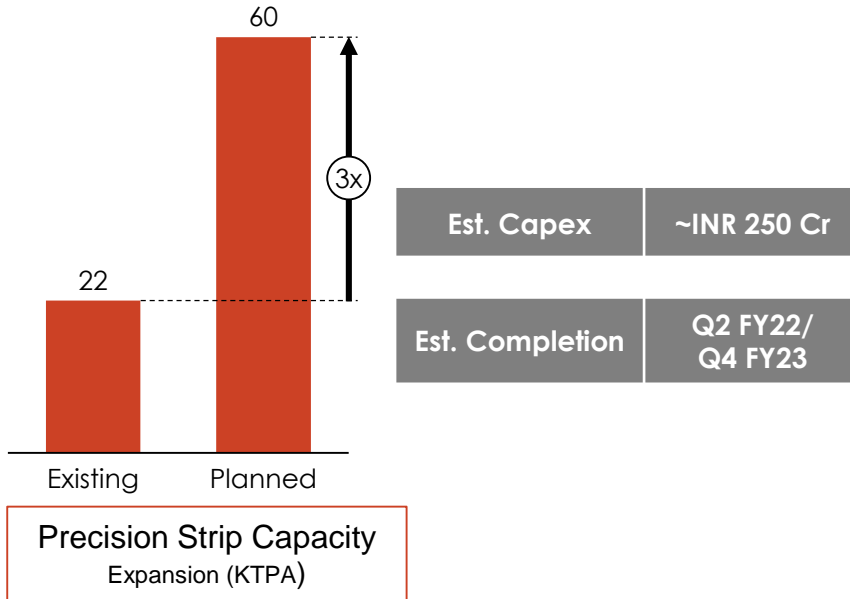 60
3x
22
Existing
Planned
Precision Strip Capacity
Expansion (KTPA)
Est. Capex
~INR 250 Cr
Est. Completion
Q2 FY22/
Q4 FY23